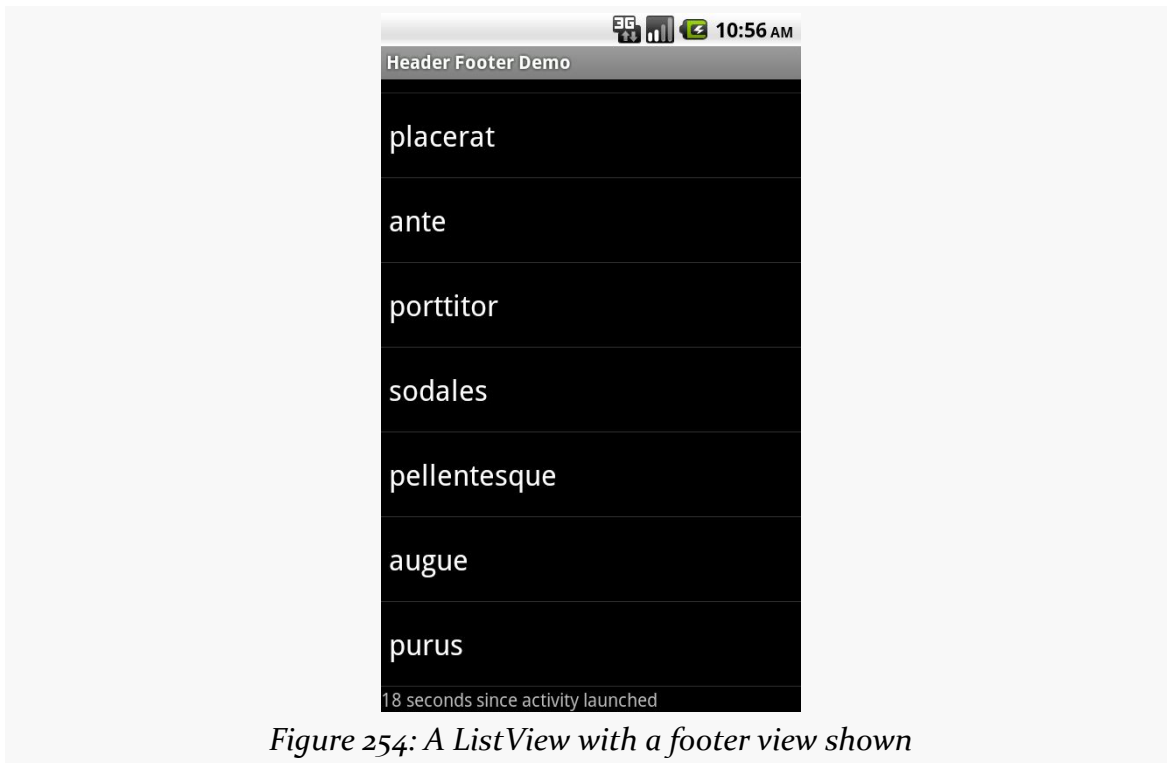 3G 10:56 AM
Header Footer Demo
placerat
ante
porttitor
sodales
pellentesque
augue
purus
18 seconds since activity launched
Figure 254: A ListView with a footer view shown